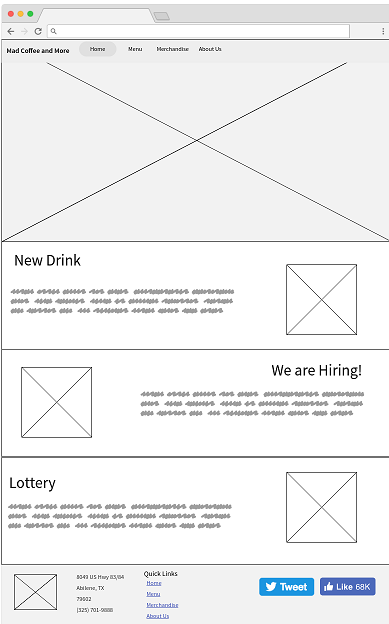 Mad Coffee and More
Home
Menu
Merchandise
About Us
New Drink
We are Hiring!
Lottery
8049 US Hwy 83/84
Abilene, TX
79602
(325) 701-9888
Quick Links
Home
Menu
Merchandise
About Us
Tweet
Like 68K